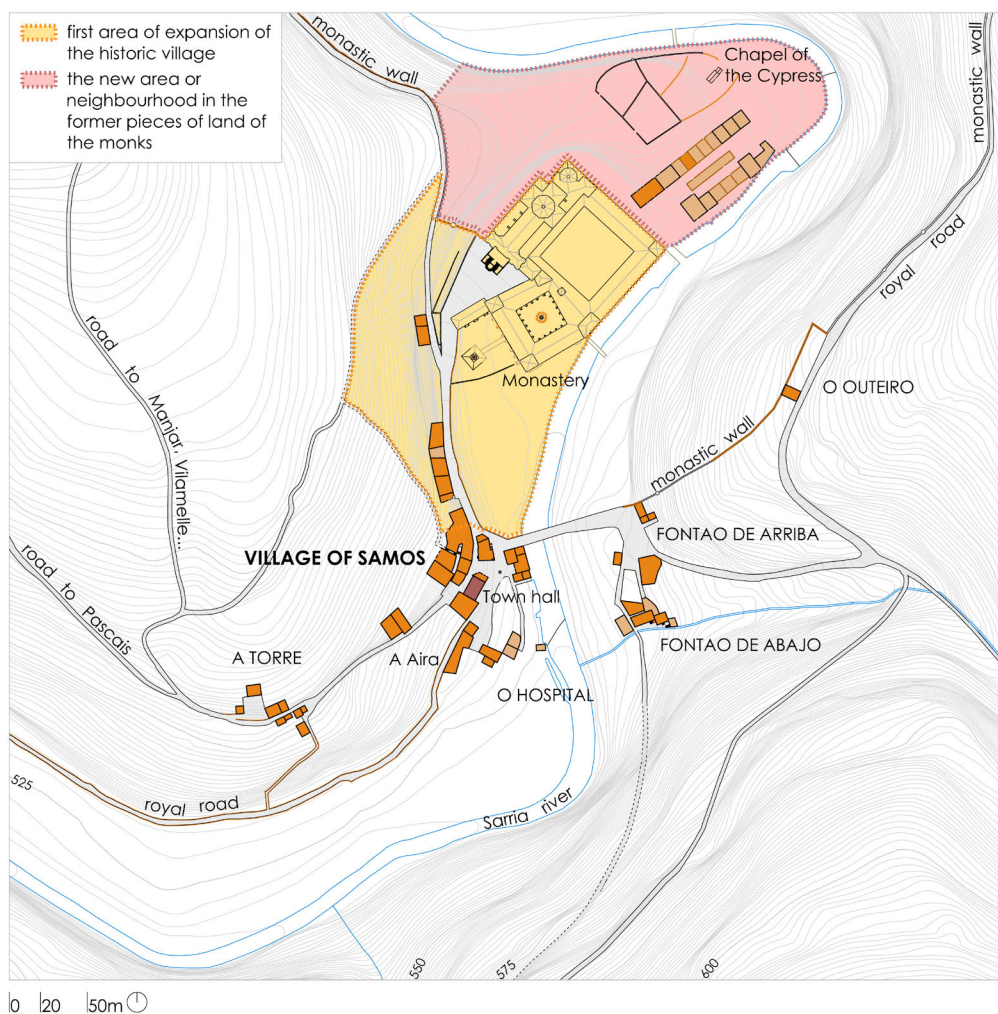 first area of expansion of
the historic village
the new area or
neighbourhood in the
former pieces of land of
the monks
monastic wall
Chapel of
the Cypress
monastic wall
royal road
road to Manjar, Vilamelle...
Monastery
O OUTEIRO
monastic wall
FONTAO DE ARRIBA
VILLAGE OF SAMOS
road to Pascais
Town hall
FONTAO DE ABAJO
A TORRE
A Aira
O HOSPITAL
525
royal road
Sarria river
550
575
600
0 20 50m